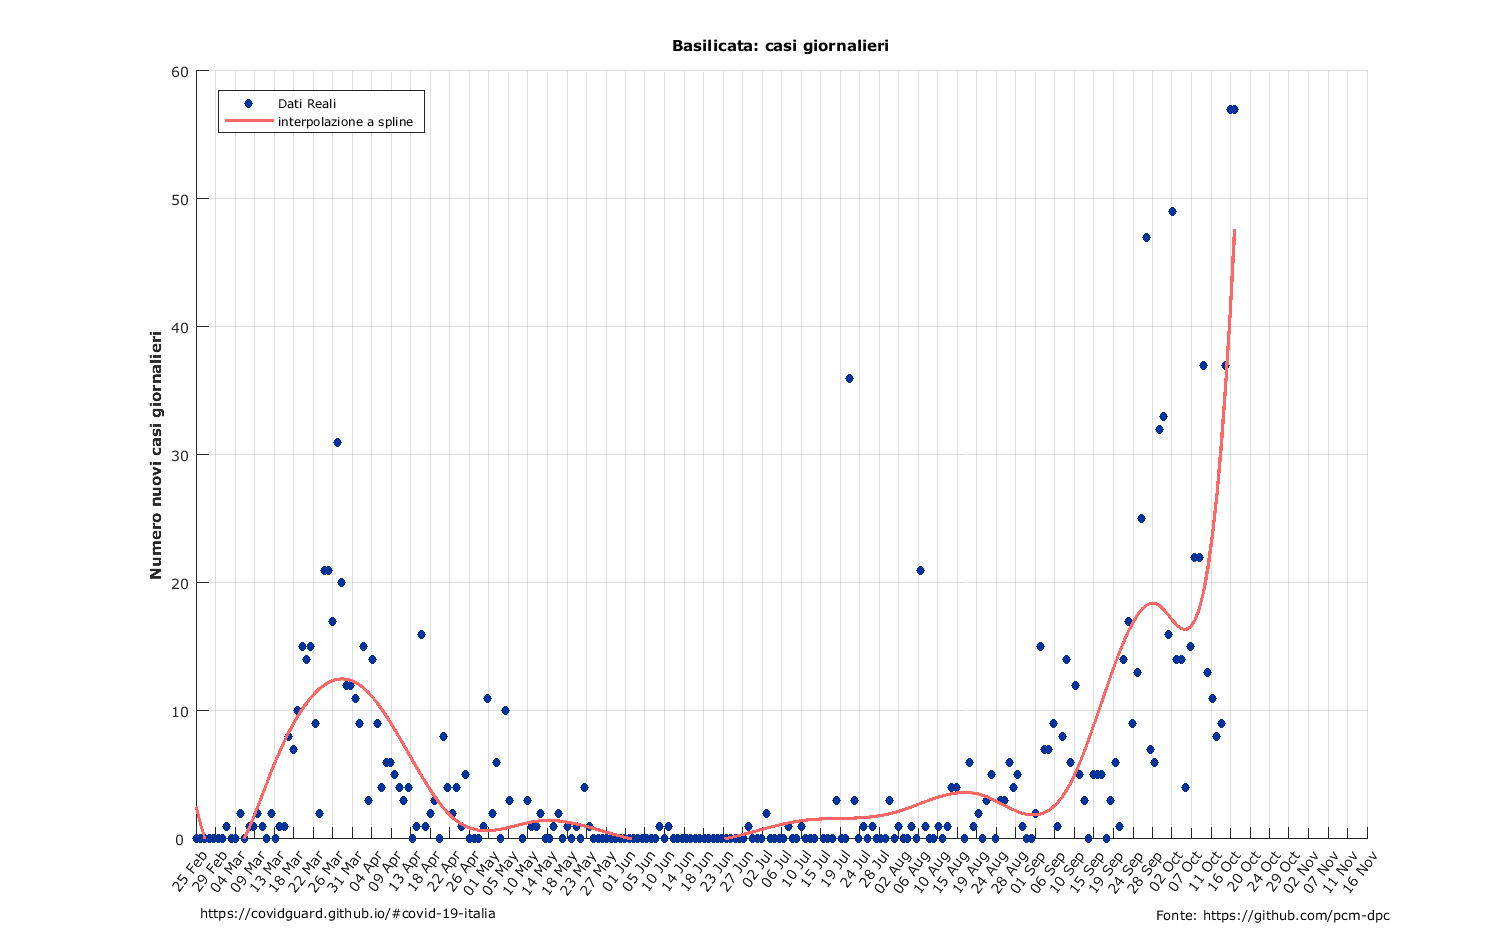 Basilicata: casi giornalieri
Dati Reali
interpolazione a spline
Numero nuovi casi giornalieri
60
50
40
30
20
10
0
25 Feb
29 Feb
04 Mar
09 Mar
13 Mar
18 Mar
22 Mar
26 Mar
31 Mar
04 Apr
09 Apr
13 Apr
18 Apr
22 Apr
26 Apr
01 May
05 May
10 May
14 May
18 May
23 May
27 May
01 Jun
05 Jun
10 Jun
14 Jun
18 Jun
23 Jun
27 Jun
02 Jul
06 Jul
10 Jul
15 Jul
19 Jul
24 Jul
28 Jul
02 Aug
06 Aug
10 Aug
15 Aug
19 Aug
24 Aug
28 Aug
01 Sep
06 Sep
10 Sep
15 Sep
19 Sep
24 Sep
28 Sep
02 Oct
07 Oct
11 Oct
16 Oct
20 Oct
24 Oct
29 Oct
02 Nov
07 Nov
11 Nov
16 Nov
https://covidguard.github.io/#covid-19-italia
Fonte: https://github.com/pcm-dpc